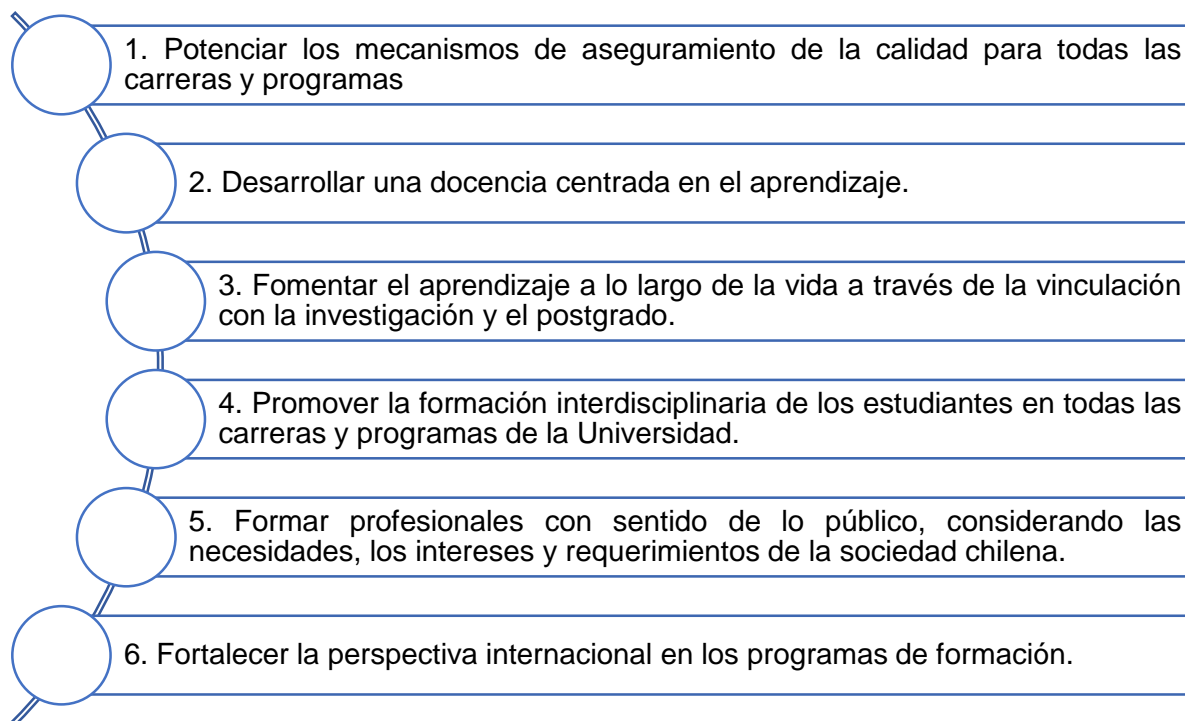 1. Potenciar los mecanismos de aseguramiento de la calidad para todas las
carreras y programas
2. Desarrollar una docencia centrada en el aprendizaje.
3. Fomentar el aprendizaje a lo largo de la vida a través de la vinculación
con la investigación y el postgrado.
4. Promover la formación interdisciplinaria de los estudiantes en todas las
carreras y programas de la Universidad.
5. Formar profesionales con sentido de lo público, considerando las
necesidades, los intereses y requerimientos de la sociedad chilena.
6. Fortalecer la perspectiva internacional en los programas de formación.